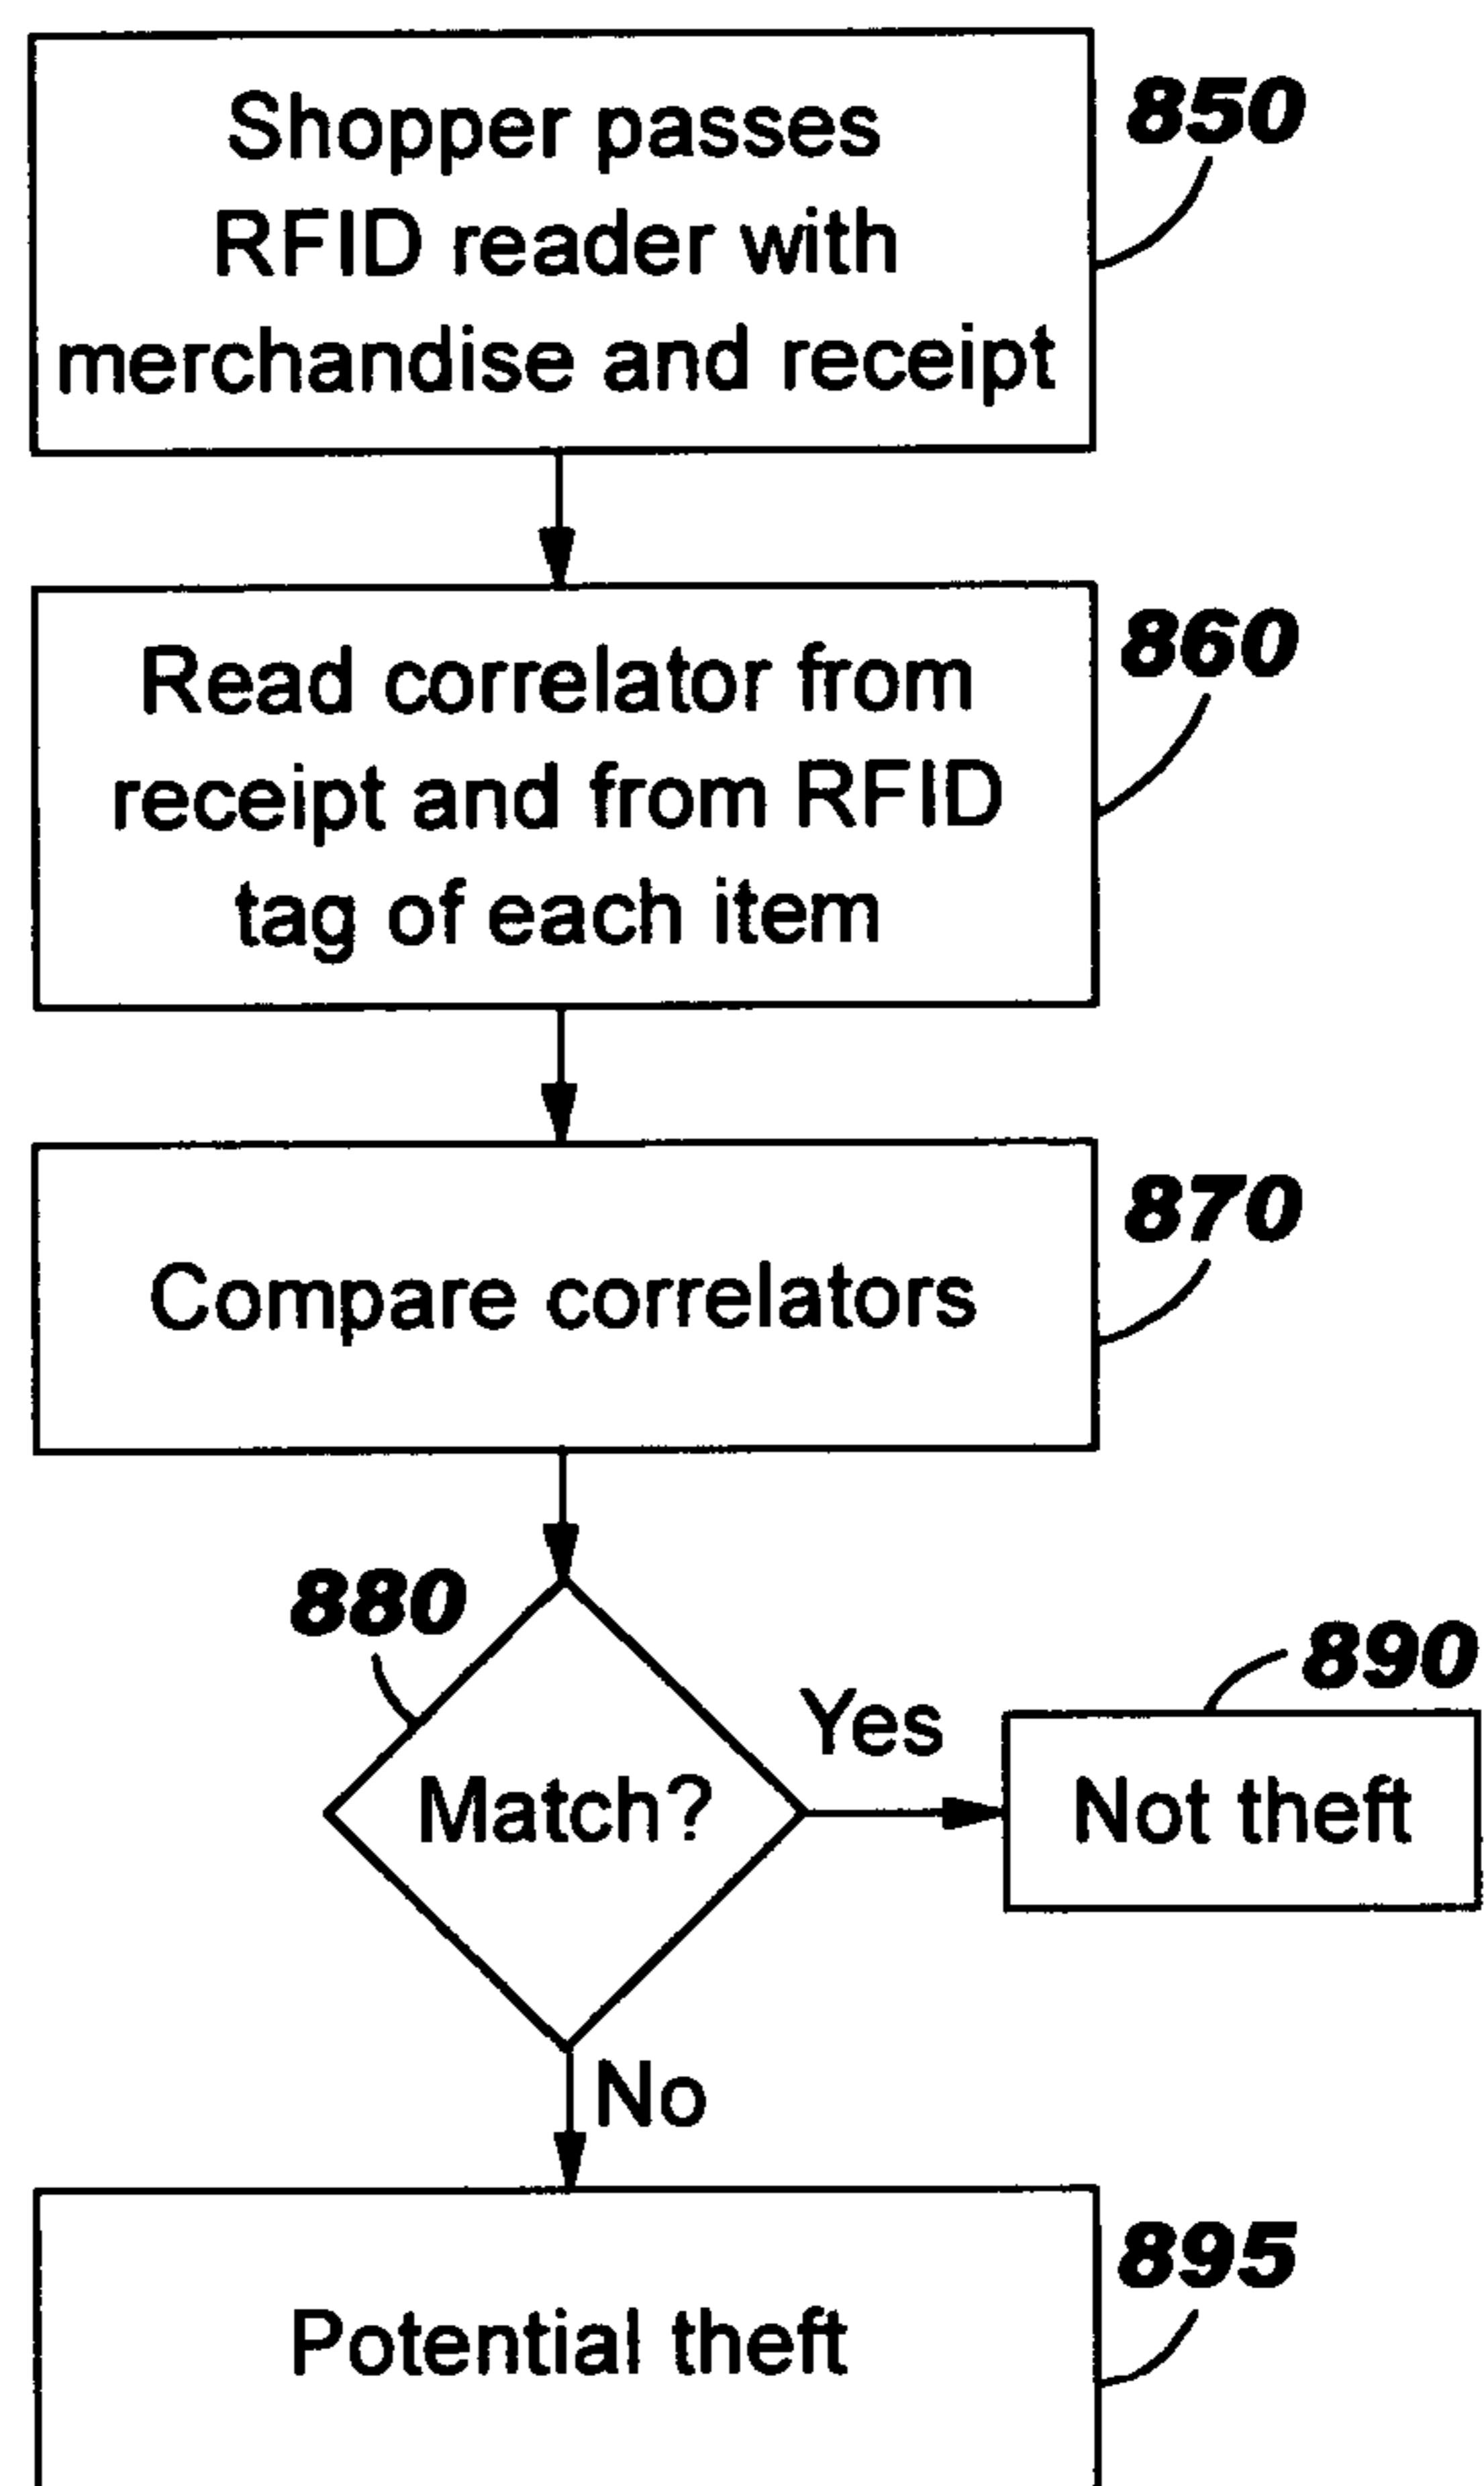 Shopper passes
RFID reader with
merchandise and receipt
850
Read correlator from
receipt and from RFID
tag of each item
860
Compare correlators
870
880
Match?
Yes
890
Not theft
No
Potential theft
895